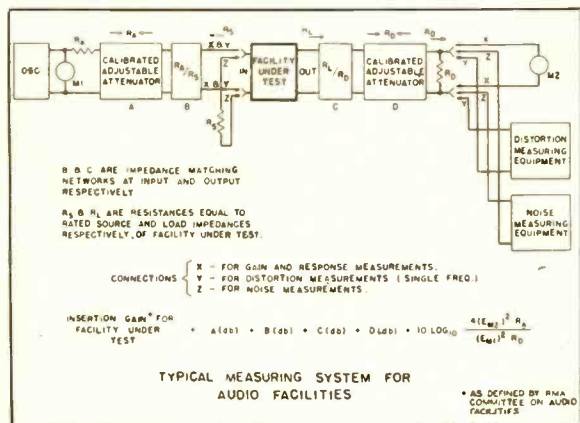 RA RS RL RD RD
RA X & Y X
OSC M1 CALIBRATED ADJUSTABLE ATTENUATOR RA/RS Z IN FACILITY UNDER TEST OUT RL/RD CALIBRATED ADJUSTABLE ATTENUATOR RD Y Z M2
X & Y X
Z Z
A B RS C D Y
DISTORTION
MEASURING
EQUIPMENT
NOISE
MEASURING
EQUIPMENT
B & C ARE IMPEDANCE MATCHING
NETWORKS AT INPUT AND OUTPUT
RESPECTIVELY
RS & RL ARE RESISTANCES EQUAL TO
RATED SOURCE AND LOAD IMPEDANCES
RESPECTIVELY, OF FACILITY UNDER TEST.
CONNECTIONS
X - FOR GAIN AND RESPONSE MEASUREMENTS.
Y - FOR DISTORTION MEASUREMENTS (SINGLE FREQ.)
Z - FOR NOISE MEASUREMENTS.
INSERTION GAIN* FOR
FACILITY UNDER
TEST
+ A(db) + B(db) + C(db) + D(db) + 10 LOG10 4(EM2)² RA / (EM1)² RD
TYPICAL MEASURING SYSTEM FOR
AUDIO FACILITIES
* AS DEFINED BY RMA
COMMITTEE ON AUDIO
FACILITIES